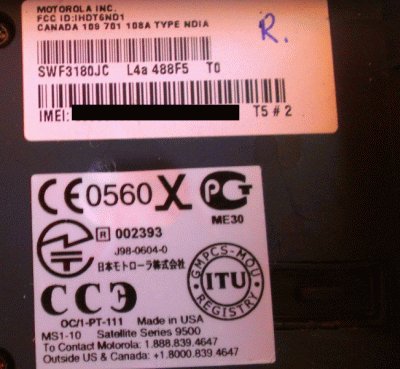 MOTOROLA INC.
FCC ID:IHDT6ND1
CANADA 109 701 108A TYPE NDIA
R.
SWF3180JC L4a 488F5 T0
IMEI: T5 # 2
CE0560X PCT
ME30
R 002393
J98-0604-0
日本モトローラ株式会社
GMPCS-MOU
ITU
REGISTRY
CCЭ
OC/1-PT-111 Made in USA
MS1-10 Satellite Series 9500
To Contact Motorola: 1.888.839.4647
Outside US & Canada: +1.8000.839.4647